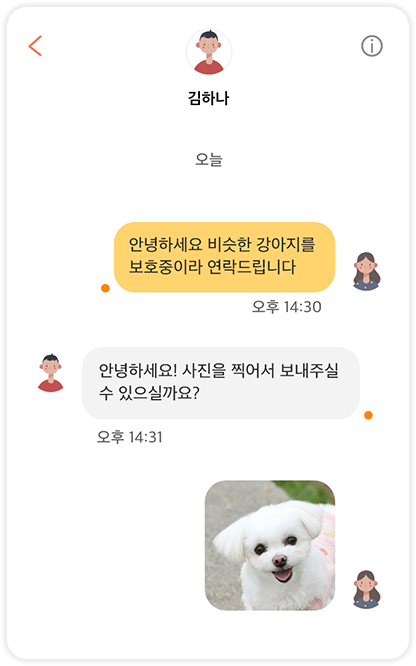 김하나
오늘
안녕하세요 비슷한 강아지를
보호중이라 연락드립니다
오후 14:30
안녕하세요! 사진을 찍어서 보내주실
수 있으실까요?
오후 14:31